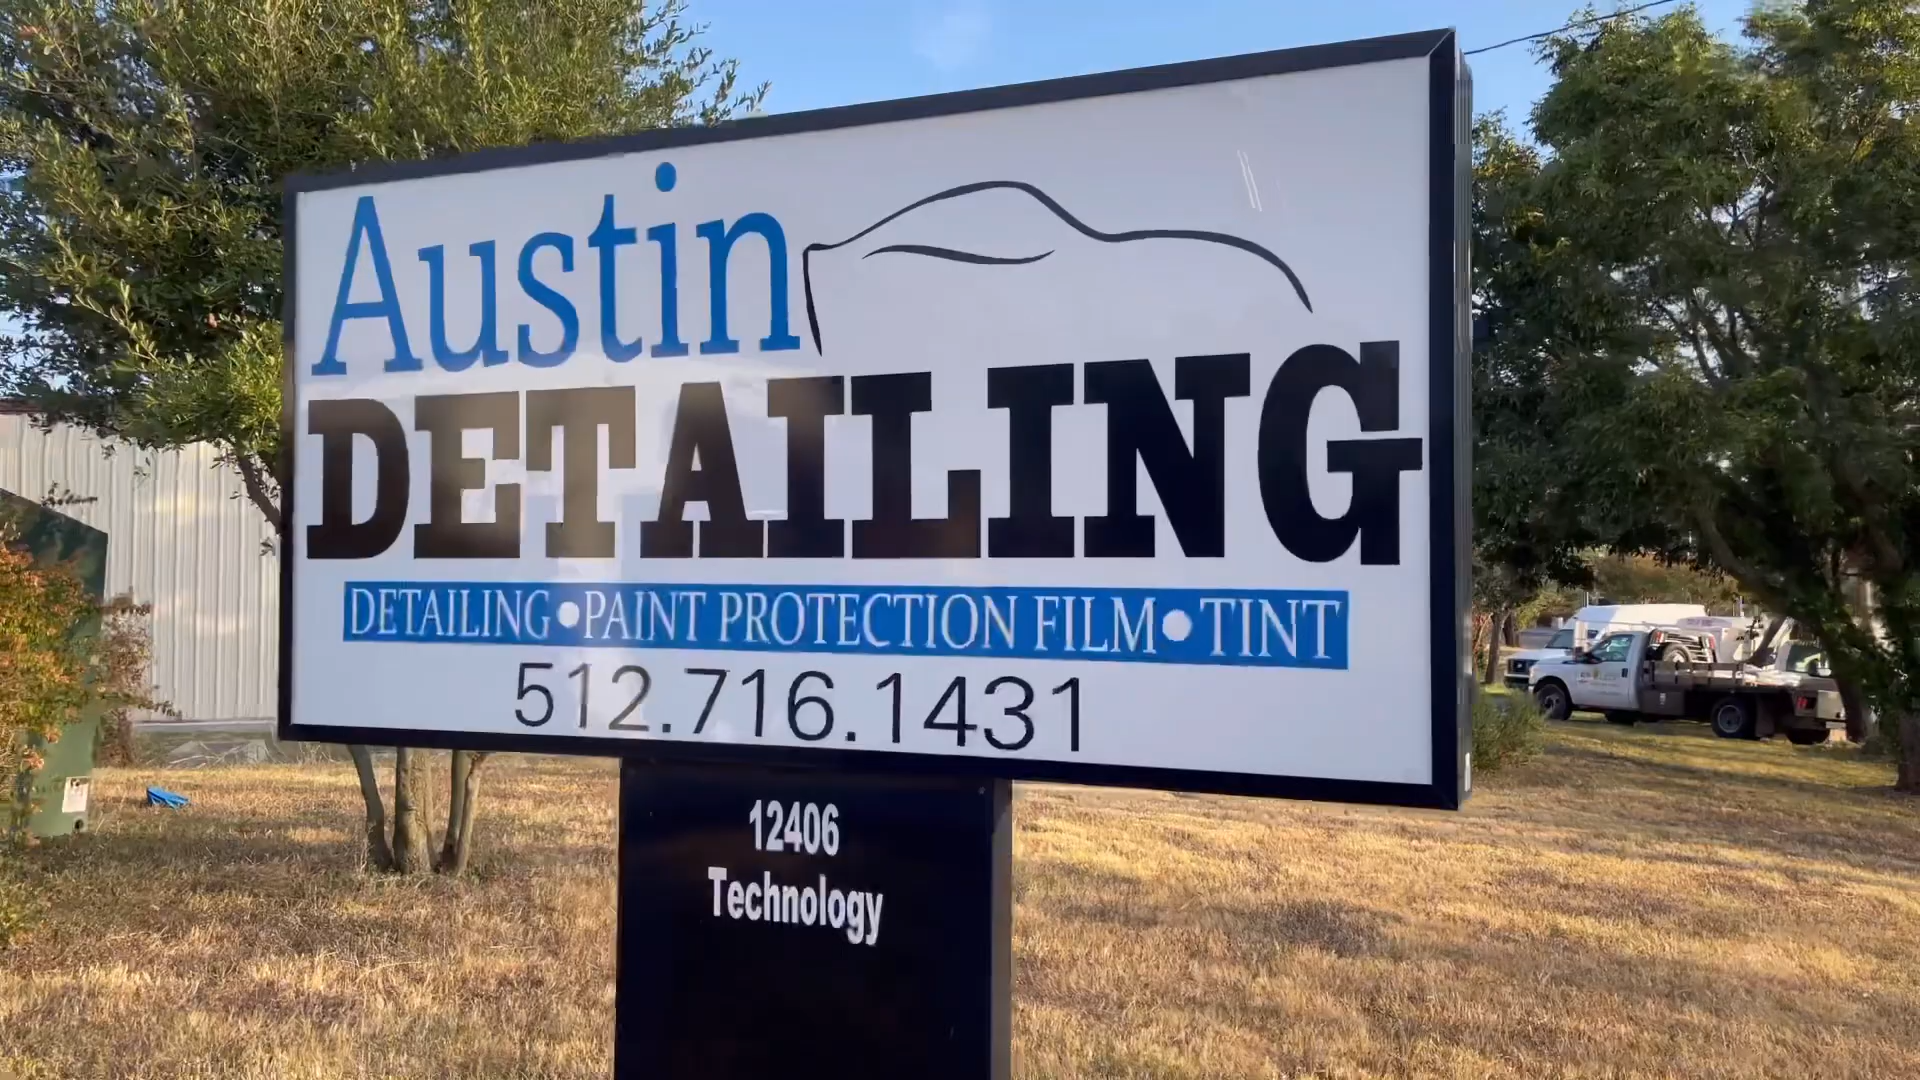 Austin
DETAILING
DETAILING•PAINT PROTECTION FILM•TINT
512.716.1431
12406
Technology